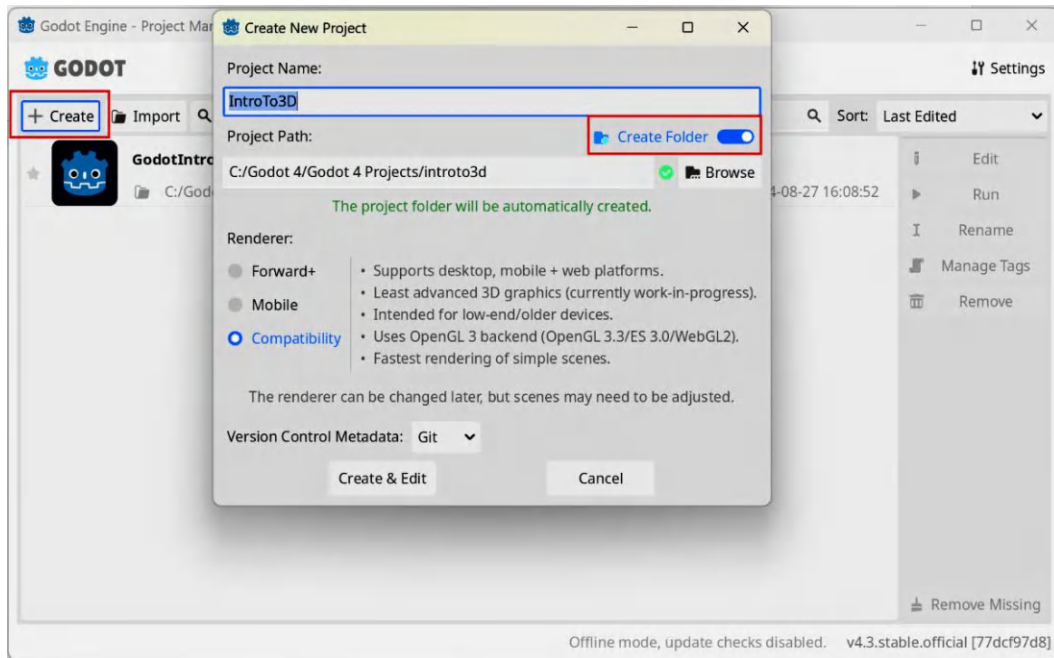 Godot Engine - Project Mar
Create New Project
GODOT
Settings
Project Name:
+ Create
Import
IntroTo3D
Sort: Last Edited
Project Path:
Create Folder
GodotIntro
C:/Godot 4/Godot 4 Projects/introto3d
Browse
Edit
C:/God
4-08-27 16:08:52
The project folder will be automatically created.
Run
Renderer:
Rename
Forward+
• Supports desktop, mobile + web platforms.
Manage Tags
• Least advanced 3D graphics (currently work-in-progress).
Mobile
• Intended for low-end/older devices.
Remove
Compatibility
• Uses OpenGL 3 backend (OpenGL 3.3/ES 3.0/WebGL2).
• Fastest rendering of simple scenes.
The renderer can be changed later, but scenes may need to be adjusted.
Version Control Metadata: Git
Create & Edit
Cancel
Remove Missing
Offline mode, update checks disabled. v4.3.stable.official [77dcf97d8]